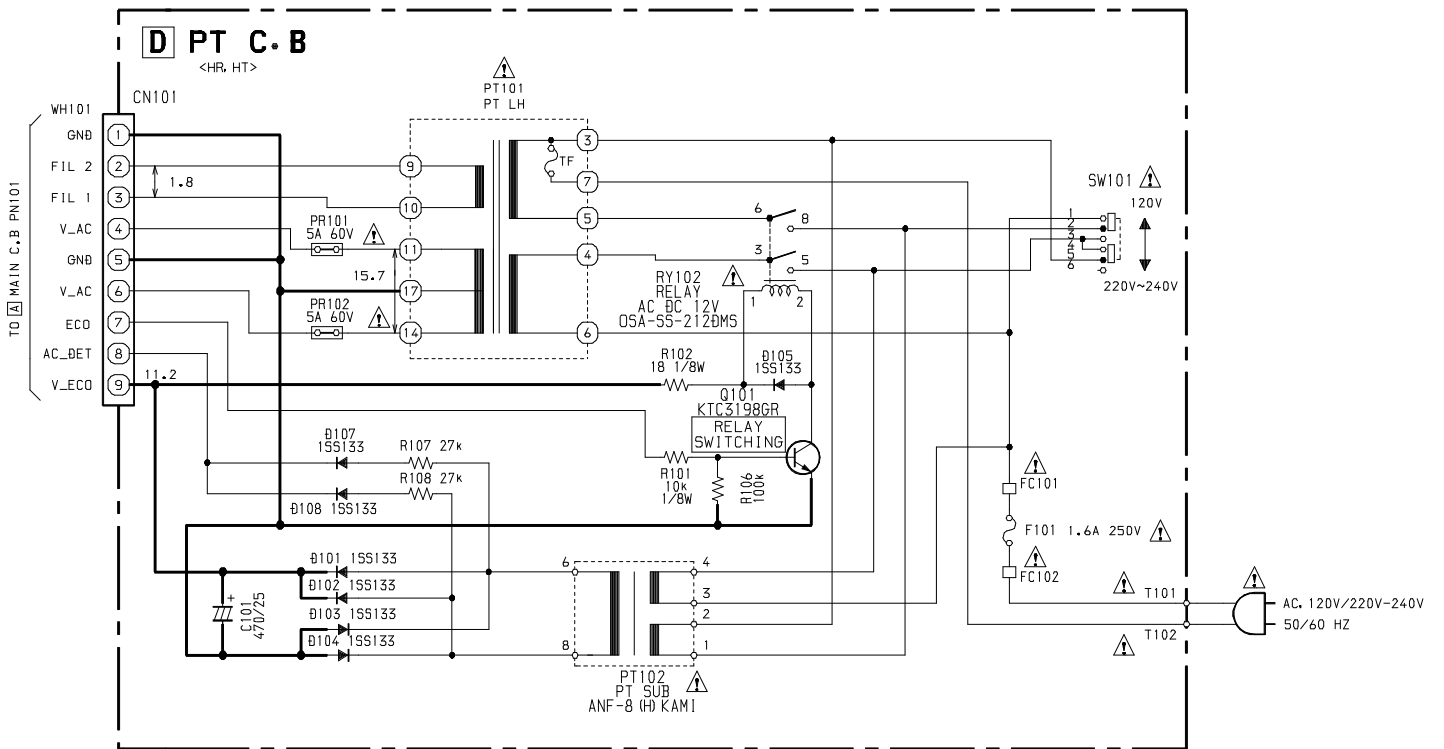 D PT C.B
<HR, HT>
CN101
WH101
TO A MAIN C.B PN101
GND 1
FIL 2 2
FIL 1 3
V_AC 4
GND 5
V_AC 6
ECO 7
AC_DET 8
V_ECO 9
1.8
11.2
PT101
PT LH
TF
9
10
11
17
14
3
7
5
4
6
PR101
5A 60V
15.7
PR102
5A 60V
6 8
3 5
RY102
RELAY
AC DC 12V
OSA-SS-212DM5
1 2
SW101
120V
1
2
3
4
5
6
220V~240V
R102
18 1/8W
D105
1SS133
Q101
KTC3198GR
RELAY
SWITCHING
R101
10k
1/8W
R106
100k
D107
1SS133
R107 27k
R108 27k
D108 1SS133
D101 1SS133
D102 1SS133
D103 1SS133
D104 1SS133
+
C101
470/25
6
8
4
3
2
1
PT102
PT SUB
ANF-8 (H) KAMI
FC101
F101 1.6A 250V
FC102
T101
T102
AC. 120V/220V-240V
50/60 HZ